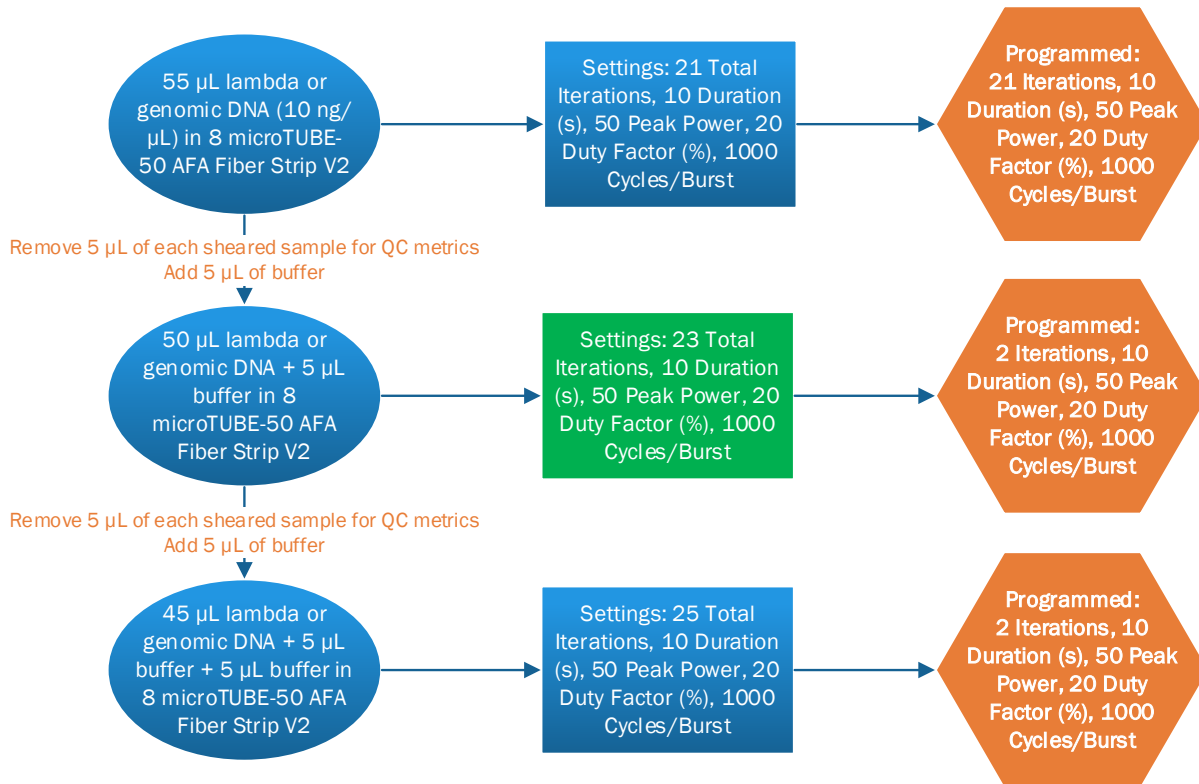 55 µL lambda or
genomic DNA (10 ng/
µL) in 8 microTUBE-
50 AFA Fiber Strip V2
Settings: 21 Total
Iterations, 10 Duration
(s), 50 Peak Power, 20
Duty Factor (%), 1000
Cycles/Burst
Programmed:
21 Iterations, 10
Duration (s), 50 Peak
Power, 20 Duty
Factor (%), 1000
Cycles/Burst
Remove 5 µL of each sheared sample for QC metrics
Add 5 µL of buffer
50 µL lambda or
genomic DNA + 5 µL
buffer in 8
microTUBE-50 AFA
Fiber Strip V2
Settings: 23 Total
Iterations, 10 Duration
(s), 50 Peak Power, 20
Duty Factor (%), 1000
Cycles/Burst
Programmed:
2 Iterations, 10
Duration (s), 50 Peak
Power, 20 Duty
Factor (%), 1000
Cycles/Burst
Remove 5 µL of each sheared sample for QC metrics
Add 5 µL of buffer
45 µL lambda or
genomic DNA + 5 µL
buffer + 5 µL buffer in
8 microTUBE-50 AFA
Fiber Strip V2
Settings: 25 Total
Iterations, 10 Duration
(s), 50 Peak Power, 20
Duty Factor (%), 1000
Cycles/Burst
Programmed:
2 Iterations, 10
Duration (s), 50 Peak
Power, 20 Duty
Factor (%), 1000
Cycles/Burst